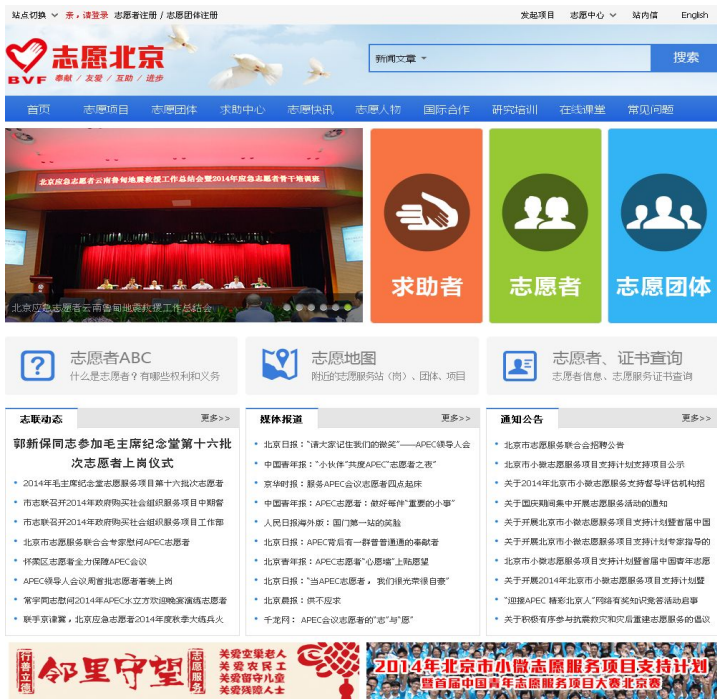 站点切换 亲，请登录 志愿者注册 / 志愿团体注册
发起项目 志愿中心 站内信 English
志愿北京
BVF 奉献 / 友爱 / 互助 / 进步
新闻文章
搜索
首页 志愿项目 志愿团体 求助中心 志愿快讯 志愿人物 国际合作 研究培训 在线课堂 常见问题
北京应急志愿者云南鲁甸地震救援工作总结会暨2014年应急志愿者骨干培训班
北京应急志愿者云南鲁甸地震救援工作总结会
求助者
志愿者
志愿团体
志愿者ABC
什么是志愿者？有哪些权利和义务
志愿地图
附近的志愿服务站（岗）、团体、项目
志愿者、证书查询
志愿者信息、志愿服务证书查询
志联动态 更多>>
郭新保同志参加毛主席纪念堂第十六批
次志愿者上岗仪式
2014年毛主席纪念堂志愿服务项目第十六批次志愿者
市志联召开2014年政府购买社会组织服务项目中期督
市志联召开2014年政府购买社会组织服务项目工作部
北京市志愿服务联合会专家慰问APEC志愿者
怀柔区志愿者全力保障APEC会议
APEC领导人会议周首批志愿者着装上岗
常宇同志慰问2014年APEC水立方欢迎晚宴演练志愿者
联手京津冀，北京应急志愿者2014年度秋季大练兵火
媒体报道 更多>>
北京日报："请大家记住我们的微笑"——APEC领导人会
中国青年报："小伙伴"共度APEC"志愿者之夜"
京华时报：服务APEC会议志愿者四点起床
中国青年报：APEC志愿者：做好每件"重要的小事"
人民日报海外版：国门第一站的笑脸
北京日报：APEC背后有一群普普通通的奉献者
北京青年报：APEC志愿者"心愿墙"上贴愿望
北京日报："当APEC志愿者，我们很光荣很自豪"
北京晨报：供不应求
千龙网：APEC会议志愿者的"志"与"愿"
通知公告 更多>>
北京市志愿服务联合会招聘公告
北京市小微志愿服务项目支持计划支持项目公示
关于2014年北京市小微志愿服务支持督导评估机构招
关于国庆期间集中开展志愿服务活动的通知
关于开展北京市小微志愿服务项目支持计划暨首届中国
关于开展北京市小微志愿服务项目支持计划专家指导的
北京市小微志愿服务项目支持计划暨首届中国青年志愿
关于开展2014年北京市小微志愿服务项目支持计划暨
"迎接APEC 精彩北京人"网络有奖知识竞答活动启事
关于积极有序参与抗震救灾和灾后重建志愿服务的倡议
行善立德
邻里守望
志愿服务
关爱空巢老人
关爱农民工
关爱留守儿童
关爱残障人士
2014年北京市小微志愿服务项目支持计划
暨首届中国青年志愿服务项目大赛北京赛